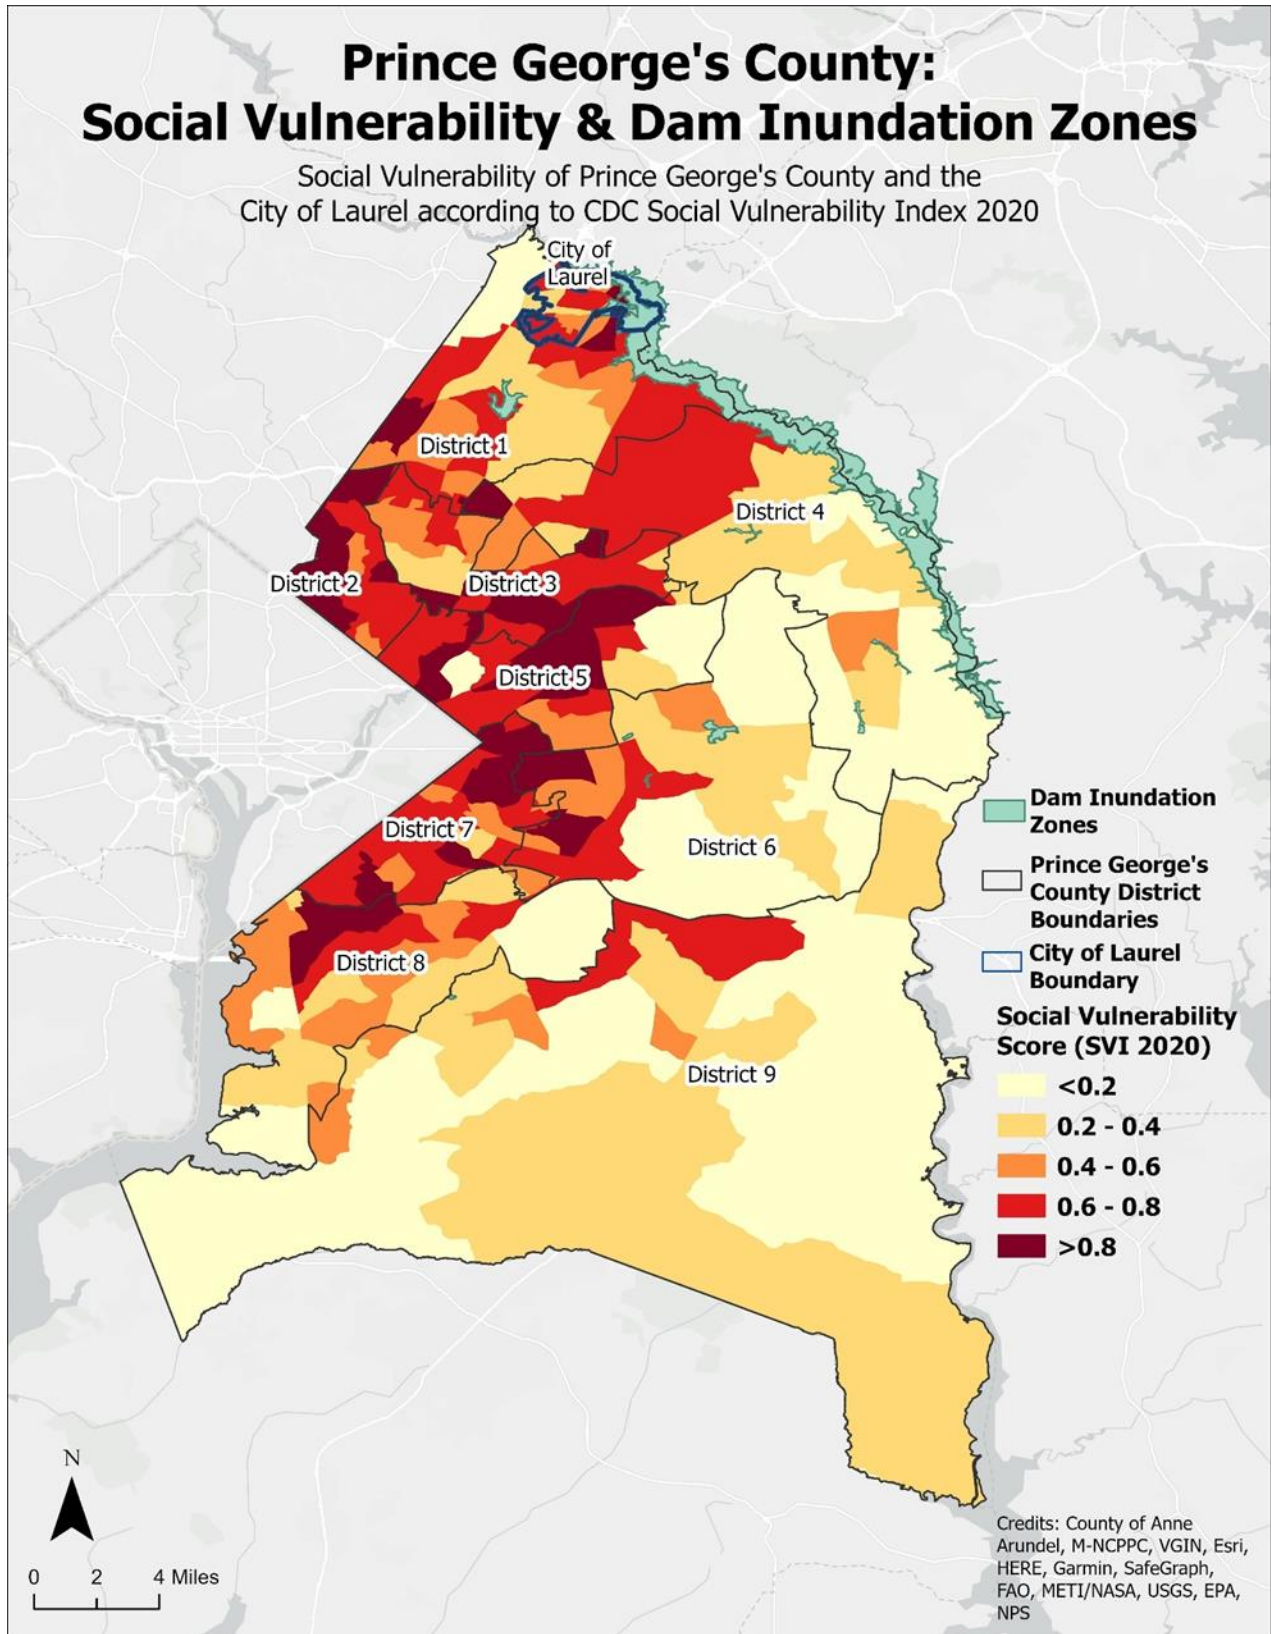 Prince George's County:
Social Vulnerability & Dam Inundation Zones
Social Vulnerability of Prince George's County and the
City of Laurel according to CDC Social Vulnerability Index 2020
City of
Laurel
District 1
District 4
District 2
District 3
District 5
District 7
District 6
District 8
District 9
Dam Inundation
Zones
Prince George's
County District
Boundaries
City of Laurel
Boundary
Social Vulnerability
Score (SVI 2020)
<0.2
0.2 - 0.4
0.4 - 0.6
0.6 - 0.8
>0.8
N
0 2 4 Miles
Credits: County of Anne
Arundel, M-NCPPC, VGIN, Esri,
HERE, Garmin, SafeGraph,
FAO, METI/NASA, USGS, EPA,
NPS